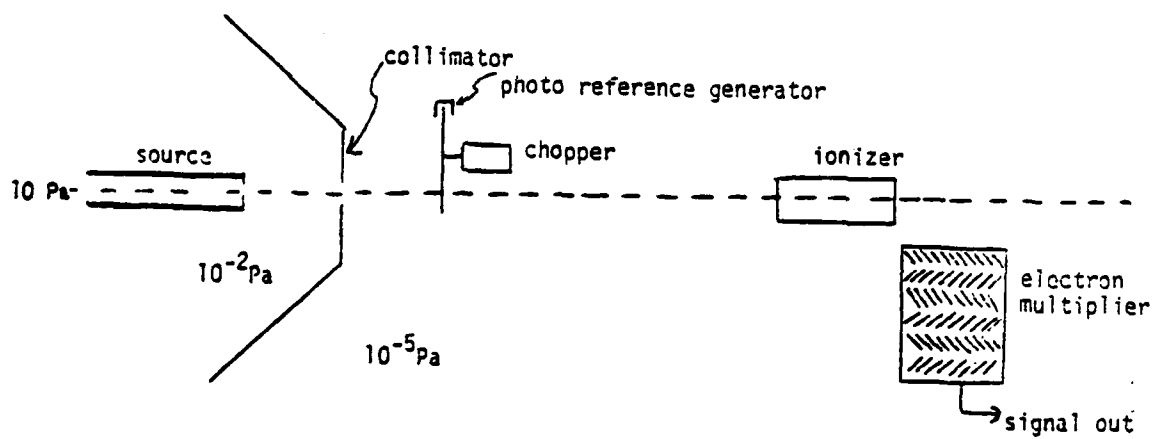 collimator
photo reference generator
source
chopper
ionizer
10 Pa-
10⁻²Pa
electron
multiplier
10⁻⁵Pa
signal out